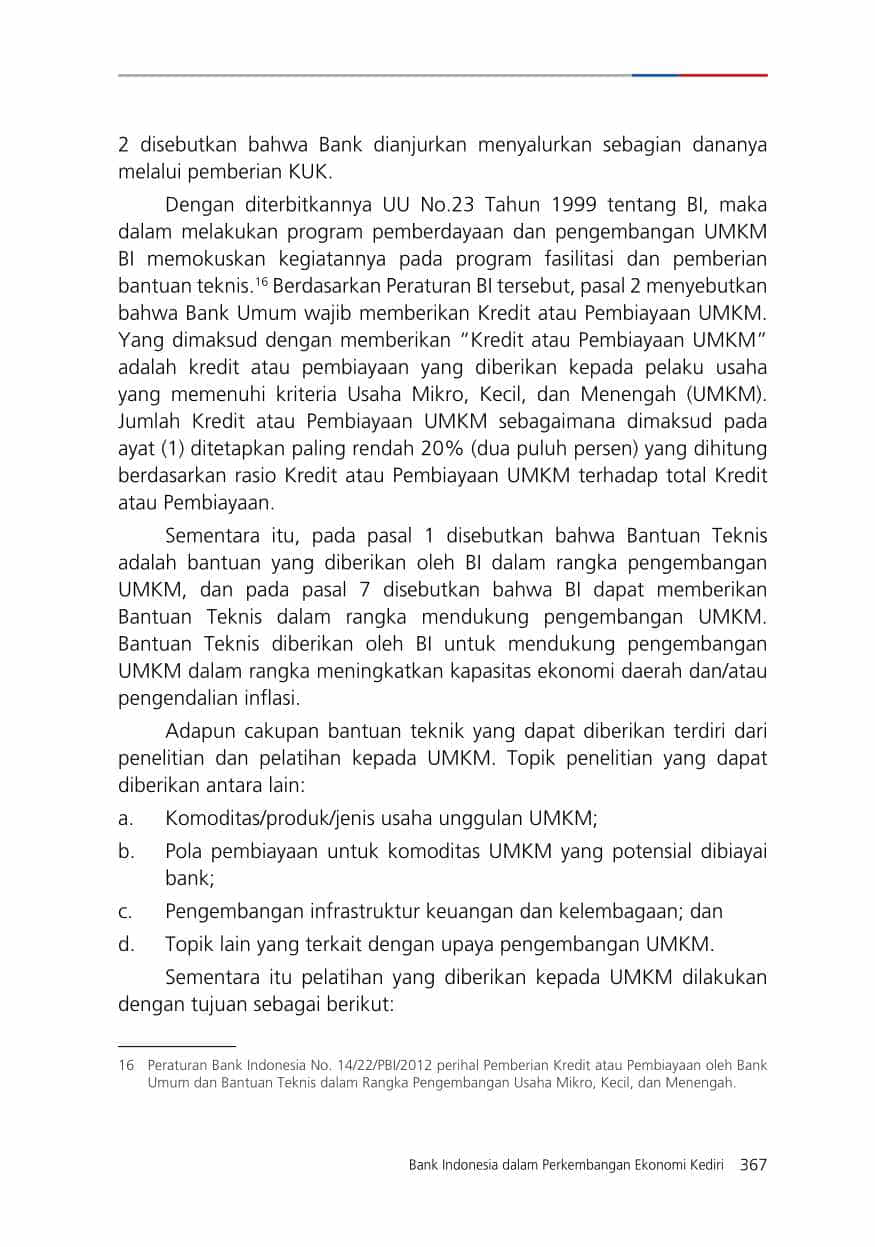 2 disebutkan bahwa Bank dianjurkan menyalurkan sebagian dananya
melalui pemberian KUK.
Dengan diterbitkannya UU No.23 Tahun 1999 tentang BI, maka
dalam melakukan program pemberdayaan dan pengembangan UMKM
BI memokuskan kegiatannya pada program fasilitasi dan pemberian
bantuan teknis.16 Berdasarkan Peraturan BI tersebut, pasal 2 menyebutkan
bahwa Bank Umum wajib memberikan Kredit atau Pembiayaan UMKM.
Yang dimaksud dengan memberikan “Kredit atau Pembiayaan UMKM”
adalah kredit atau pembiayaan yang diberikan kepada pelaku usaha
yang memenuhi kriteria Usaha Mikro, Kecil, dan Menengah (UMKM).
Jumlah Kredit atau Pembiayaan UMKM sebagaimana dimaksud pada
ayat (1) ditetapkan paling rendah 20% (dua puluh persen) yang dihitung
berdasarkan rasio Kredit atau Pembiayaan UMKM terhadap total Kredit
atau Pembiayaan.
Sementara itu, pada pasal 1 disebutkan bahwa Bantuan Teknis
adalah bantuan yang diberikan oleh BI dalam rangka pengembangan
UMKM, dan pada pasal 7 disebutkan bahwa BI dapat memberikan
Bantuan Teknis dalam rangka mendukung pengembangan UMKM.
Bantuan Teknis diberikan oleh BI untuk mendukung pengembangan
UMKM dalam rangka meningkatkan kapasitas ekonomi daerah dan/atau
pengendalian inflasi.
Adapun cakupan bantuan teknik yang dapat diberikan terdiri dari
penelitian dan pelatihan kepada UMKM. Topik penelitian yang dapat
diberikan antara lain:
a. Komoditas/produk/jenis usaha unggulan UMKM;
b. Pola pembiayaan untuk komoditas UMKM yang potensial dibiayai
bank;
c. Pengembangan infrastruktur keuangan dan kelembagaan; dan
d. Topik lain yang terkait dengan upaya pengembangan UMKM.
Sementara itu pelatihan yang diberikan kepada UMKM dilakukan
dengan tujuan sebagai berikut:
16 Peraturan Bank Indonesia No. 14/22/PBI/2012 perihal Pemberian Kredit atau Pembiayaan oleh Bank
Umum dan Bantuan Teknis dalam Rangka Pengembangan Usaha Mikro, Kecil, dan Menengah.
Bank Indonesia dalam Perkembangan Ekonomi Kediri 367